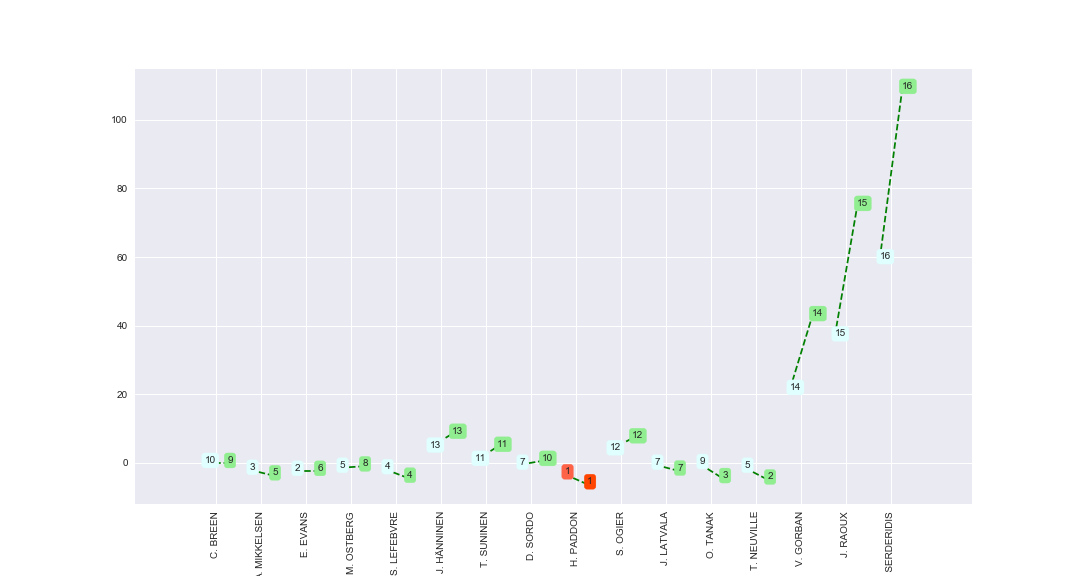 100
80
60
40
20
0
10 9
3 5
2 6
5 8
4 4
13 13
11 11
7 10
1 1
12 12
7 7
9 3
5 2
14 14
15 15
16 16
C. BREEN
MIKKELSEN
E. EVANS
M. OSTBERG
S. LEFEBVRE
J. HANNINEN
T. SUNINEN
D. SORDO
H. PADDON
S. OGIER
J. LATVALA
O. TANAK
T. NEUVILLE
V. GORBAN
J. RAOUX
SERDERIDIS